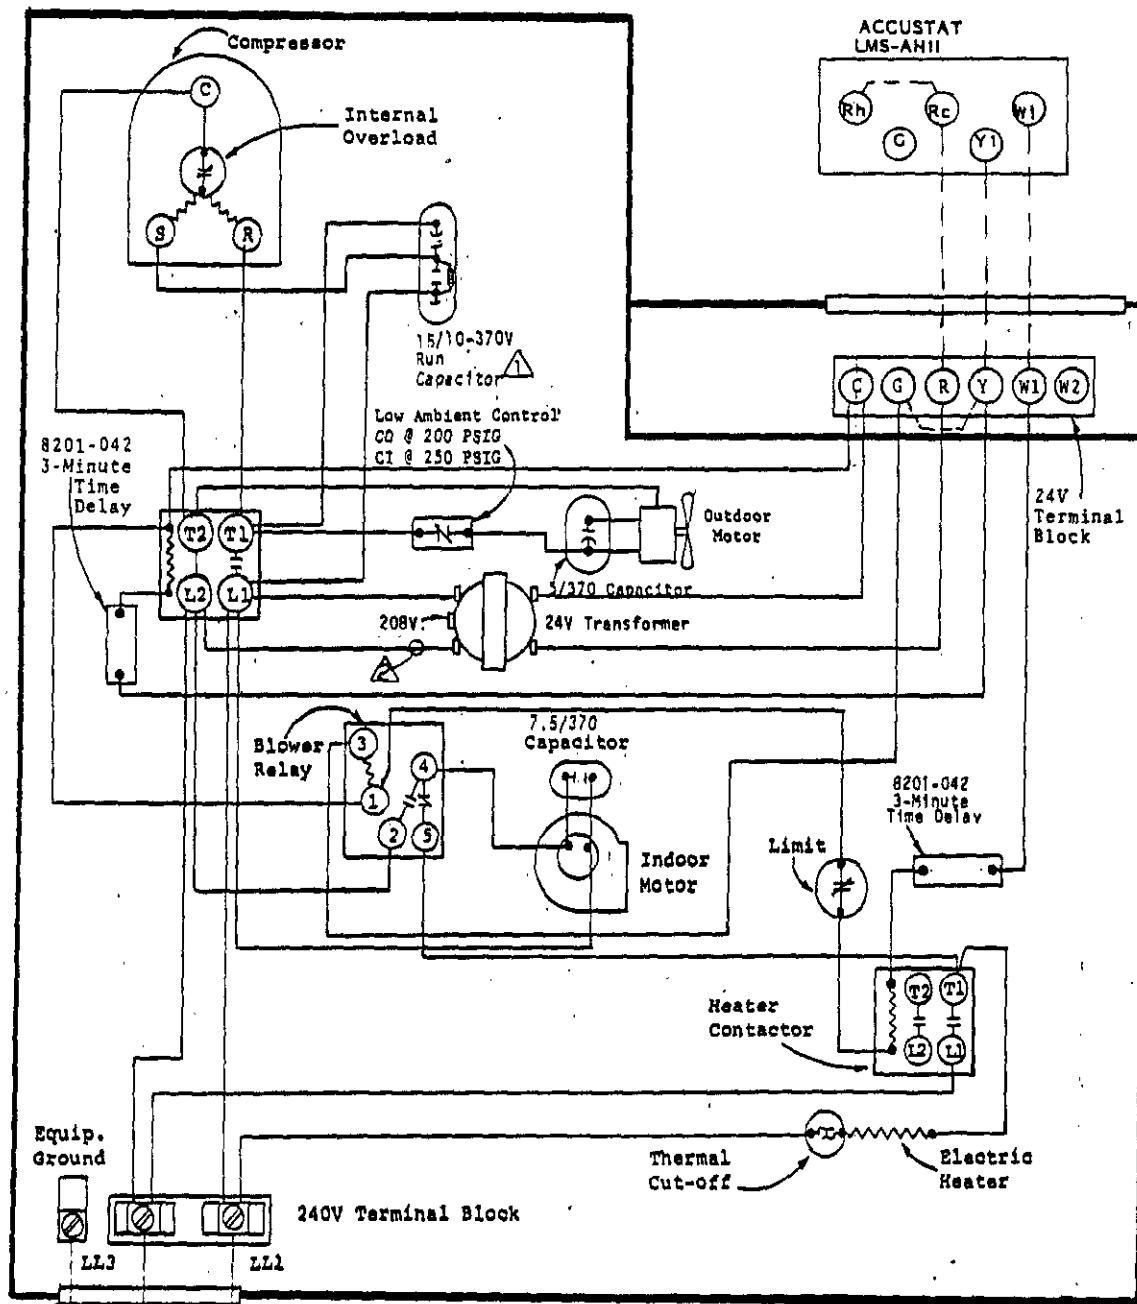 Compressor
ACCUSTAT
LMS-AH11
C
Rh
Rc
W1
Internal
Overload
G
Y1
S
R
15/10-370V
Run
Capacitor
1
C
G
R
Y
W1
W2
Low Ambient Control
CO @ 200 PSIG
CI @ 250 PSIG
8201-042
3-Minute
Time
Delay
24V
Terminal
Block
T2
T1
Outdoor
Motor
L2
L1
5/370 Capacitor
208V.
24V Transformer
2
7.5/370
Capacitor
Blower
Relay
3
4
1
2
5
8201-042
3-Minute
Time Delay
Limit
Indoor
Motor
T2
T1
Heater
Contactor
L2
L1
Equip.
Ground
Thermal
Cut-off
Electric
Heater
240V Terminal Block
LL3
LL1